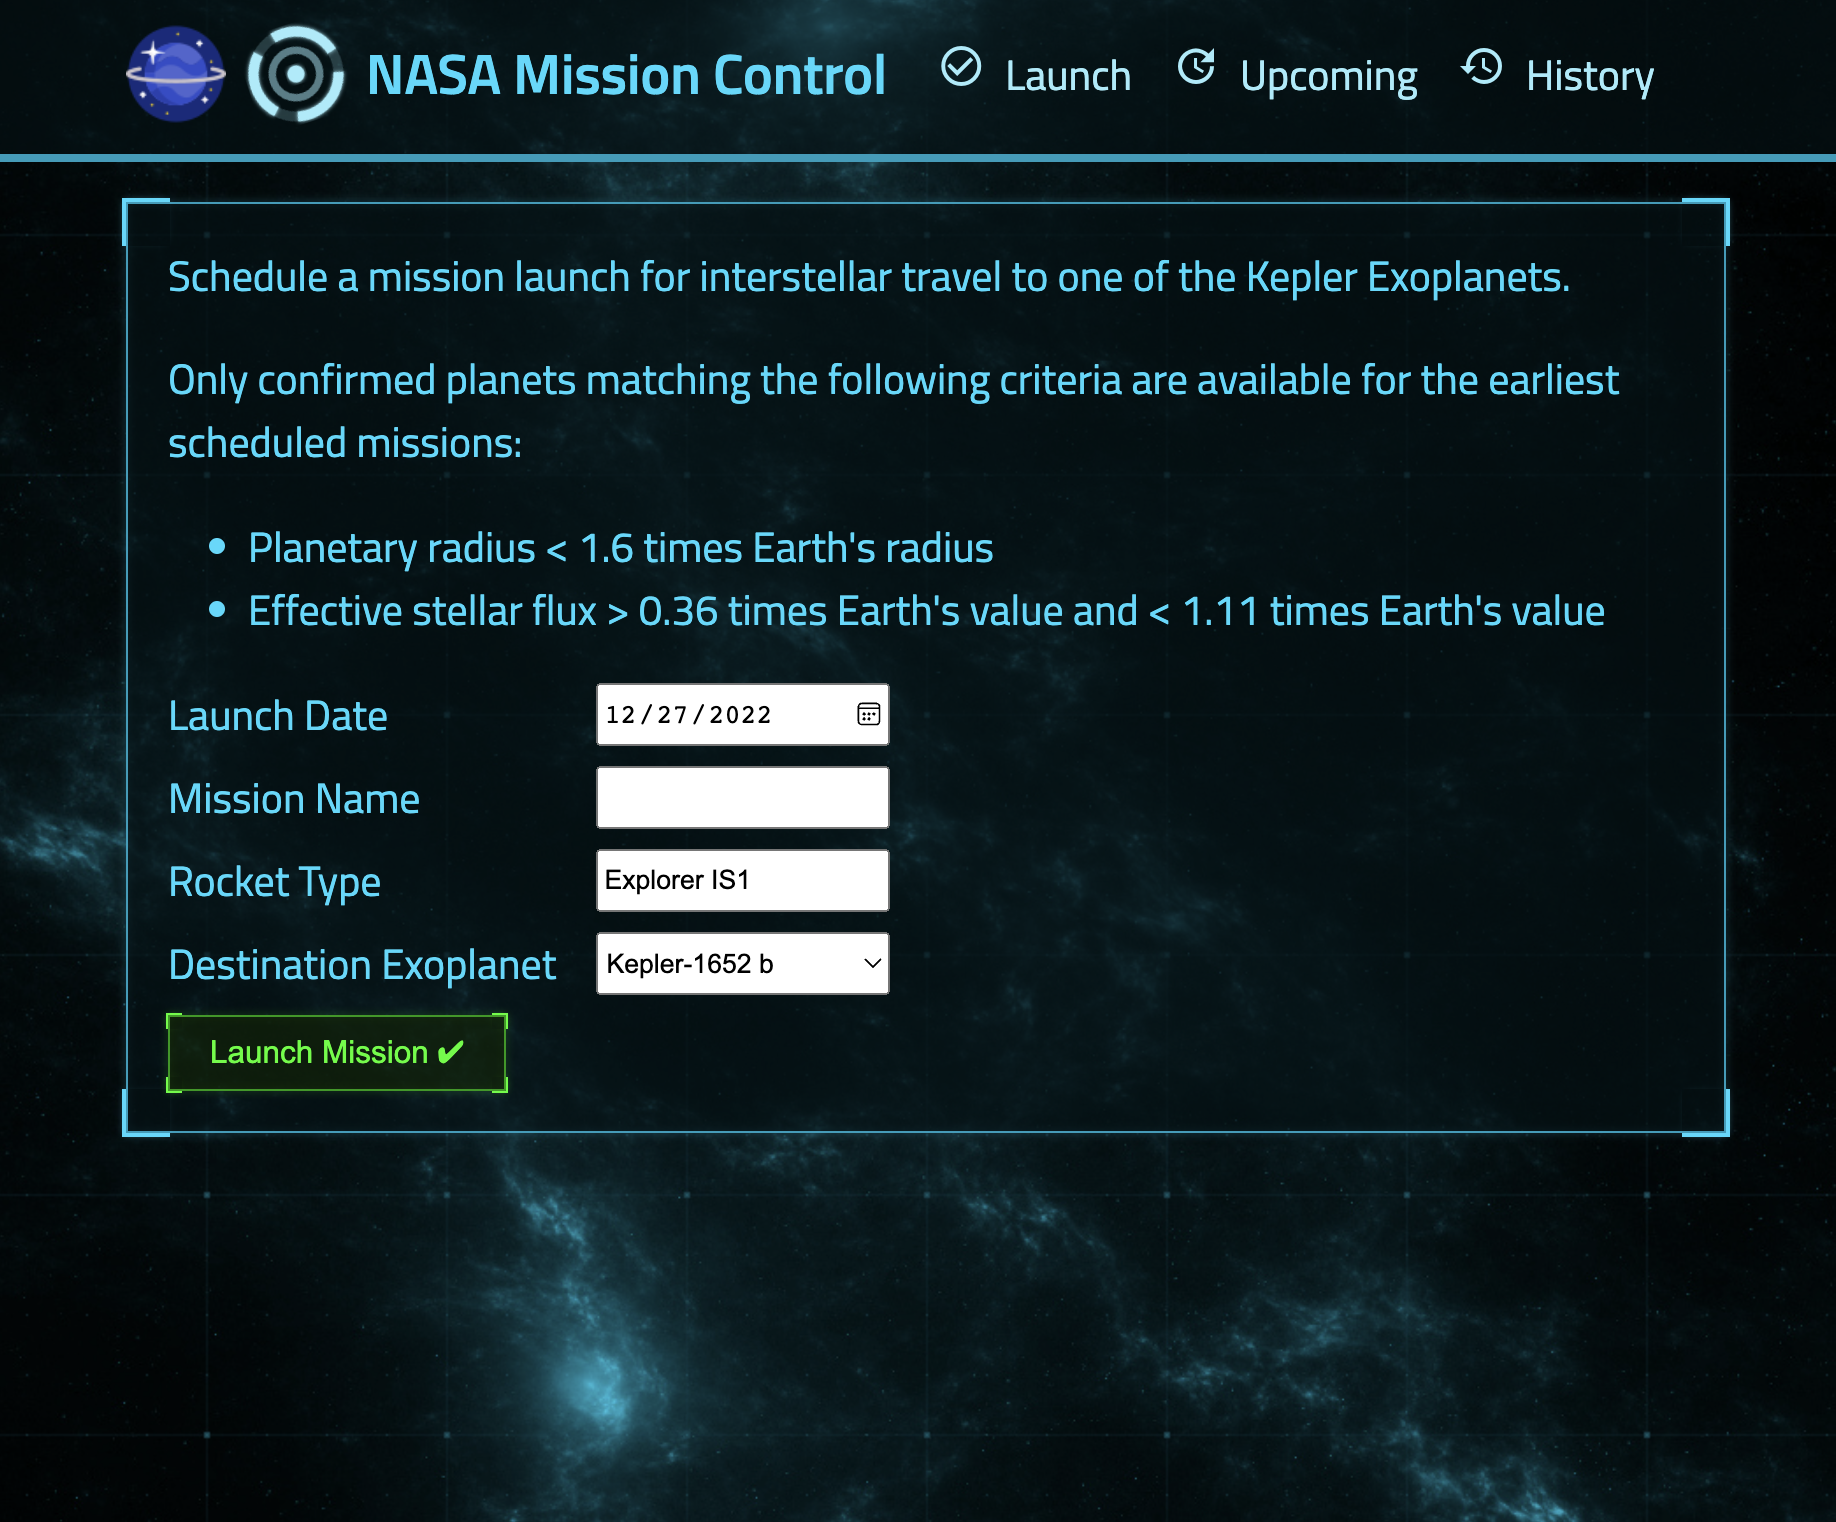 NASA Mission Control
Launch
Upcoming
History
Schedule a mission launch for interstellar travel to one of the Kepler Exoplanets.
Only confirmed planets matching the following criteria are available for the earliest
scheduled missions:
• Planetary radius < 1.6 times Earth's radius
• Effective stellar flux > 0.36 times Earth's value and < 1.11 times Earth's value
Launch Date
12/27/2022
Mission Name
Rocket Type
Explorer IS1
Destination Exoplanet
Kepler-1652 b
Launch Mission ✔